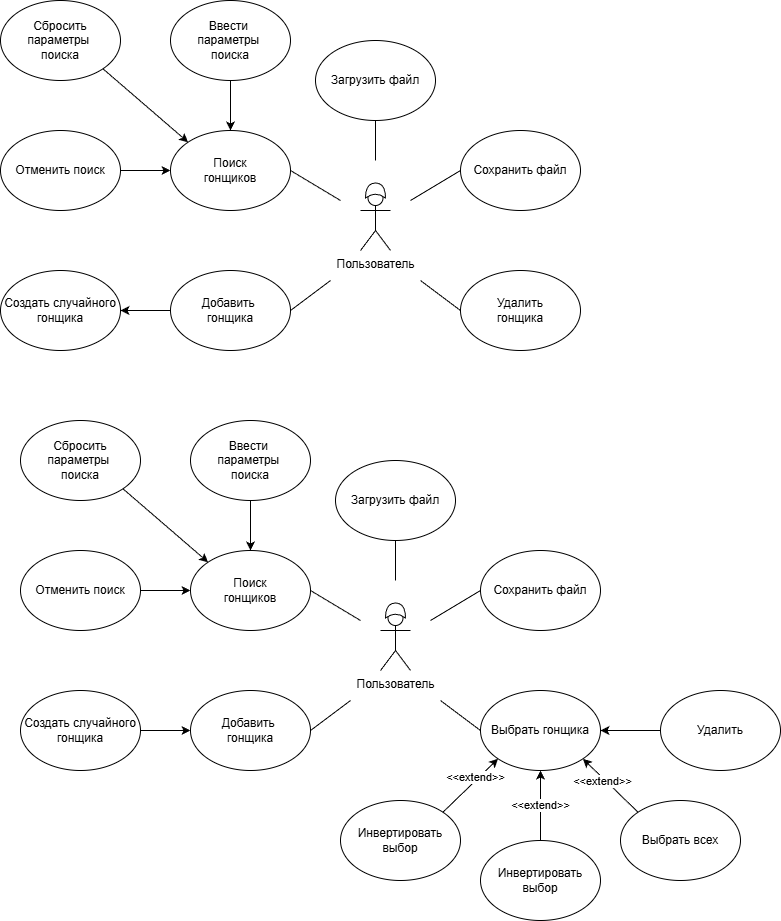 Сбросить
параметры
поиска
Ввести
параметры
поиска
Загрузить файл
Отменить поиск
Поиск
гонщиков
Сохранить файл
Пользователь
Создать случайного
гонщика
Добавить
гонщика
Удалить
гонщика
Сбросить
параметры
поиска
Ввести
параметры
поиска
Загрузить файл
Отменить поиск
Поиск
гонщиков
Сохранить файл
Пользователь
Создать случайного
гонщика
Добавить
гонщика
Выбрать гонщика
Удалить
<<extend>>
<<extend>>
<<extend>>
Инвертировать
выбор
Инвертировать
выбор
Выбрать всех